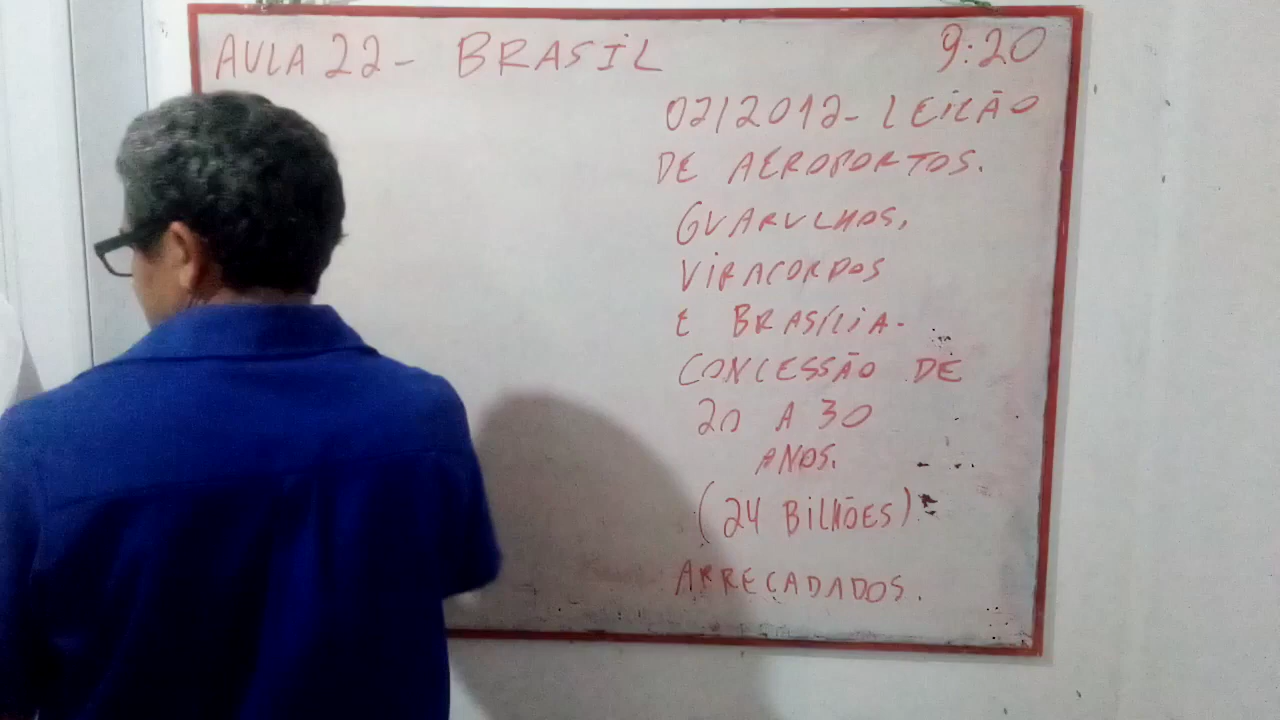 AULA 22 - BRASIL
9:20
02/2012 - LEILÃO
DE AEROPORTOS.
GUARULHOS,
VIRACOPOS
E BRASÍLIA.
CONCESSÃO DE
20 A 30
ANOS.
(24 BILHÕES)
ARRECADADOS.